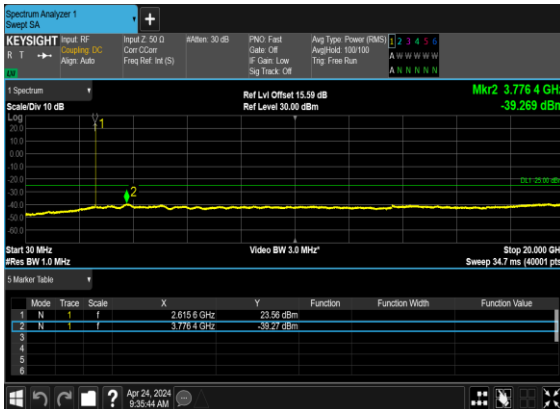 Spectrum Analyzer 1
Swept SA
KEYSIGHT
R T
Input: RF
Coupling: DC
Align: Auto
Input Z: 50 Ω
Corr CCorr
Freq Ref: Int (S)
#Atten: 30 dB
PNO: Fast
Gate: Off
IF Gain: Low
Sig Track: Off
Avg Type: Power (RMS)
Avg|Hold: 100/100
Trig: Free Run
1 2 3 4 5 6
A W W W W W
A N N N N N
1 Spectrum
Scale/Div 10 dB
Ref Lvl Offset 15.59 dB
Ref Level 30.00 dBm
Mkr2 3.776 4 GHz
-39.269 dBm
Log
20.0
10.0
0.00
-10.0
-20.0
-30.0
-40.0
-50.0
-60.0
1
2
DL1 -25.00 dBm
Start 30 MHz
#Res BW 1.0 MHz
Video BW 3.0 MHz*
Stop 20.000 GHz
Sweep 34.7 ms (40001 pts)
5 Marker Table
Mode Trace Scale X Y Function Function Width Function Value
1 N 1 f 2.615 6 GHz 23.56 dBm
2 N 1 f 3.776 4 GHz -39.27 dBm
3
4
5
6
?
Apr 24, 2024
9:35:44 AM